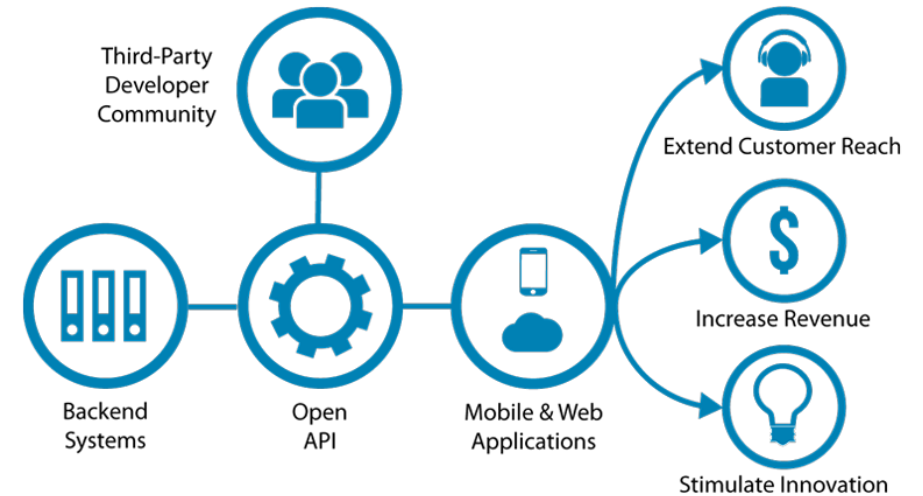 Third-Party
Developer
Community
Extend Customer Reach
$
Increase Revenue
Backend
Systems
Open
API
Mobile & Web
Applications
Stimulate Innovation